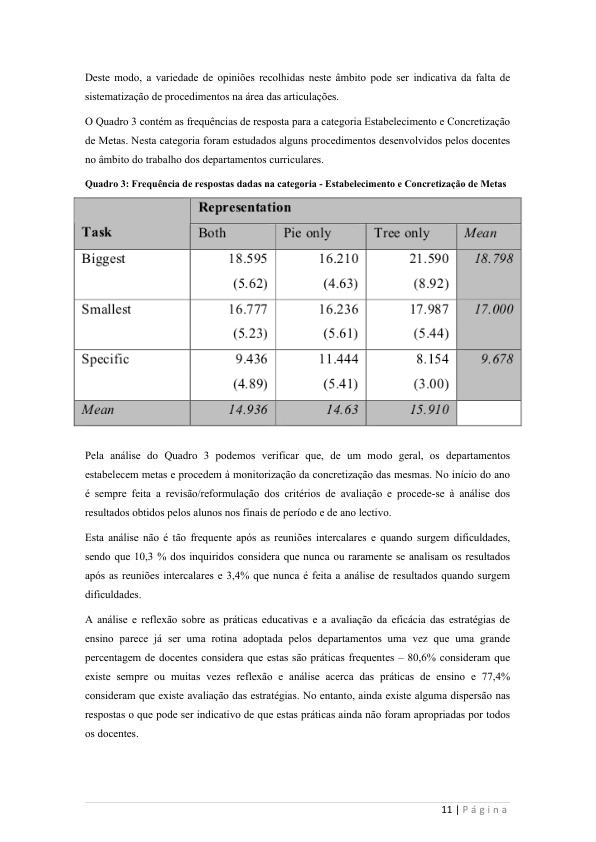 Deste modo, a variedade de opiniões recolhidas neste âmbito pode ser indicativa da falta de
sistematização de procedimentos na área das articulações.
O Quadro 3 contém as frequências de resposta para a categoria Estabelecimento e Concretização
de Metas. Nesta categoria foram estudados alguns procedimentos desenvolvidos pelos docentes
no âmbito do trabalho dos departamentos curriculares.
Quadro 3: Frequência de respostas dadas na categoria - Estabelecimento e Concretização de Metas
Representation
Task Both Pie only Tree only Mean
Biggest 18.595 16.210 21.590 18.798
(5.62) (4.63) (8.92)
Smallest 16.777 16.236 17.987 17.000
(5.23) (5.61) (5.44)
Specific 9.436 11.444 8.154 9.678
(4.89) (5.41) (3.00)
Mean 14.936 14.63 15.910
Pela análise do Quadro 3 podemos verificar que, de um modo geral, os departamentos
estabelecem metas e procedem à monitorização da concretização das mesmas. No início do ano
é sempre feita a revisão/reformulação dos critérios de avaliação e procede-se à análise dos
resultados obtidos pelos alunos nos finais de período e de ano lectivo.
Esta análise não é tão frequente após as reuniões intercalares e quando surgem dificuldades,
sendo que 10,3 % dos inquiridos considera que nunca ou raramente se analisam os resultados
após as reuniões intercalares e 3,4% que nunca é feita a análise de resultados quando surgem
dificuldades.
A análise e reflexão sobre as práticas educativas e a avaliação da eficácia das estratégias de
ensino parece já ser uma rotina adoptada pelos departamentos uma vez que uma grande
percentagem de docentes considera que estas são práticas frequentes – 80,6% consideram que
existe sempre ou muitas vezes reflexão e análise acerca das práticas de ensino e 77,4%
consideram que existe avaliação das estratégias. No entanto, ainda existe alguma dispersão nas
respostas o que pode ser indicativo de que estas práticas ainda não foram apropriadas por todos
os docentes.
11 | Página